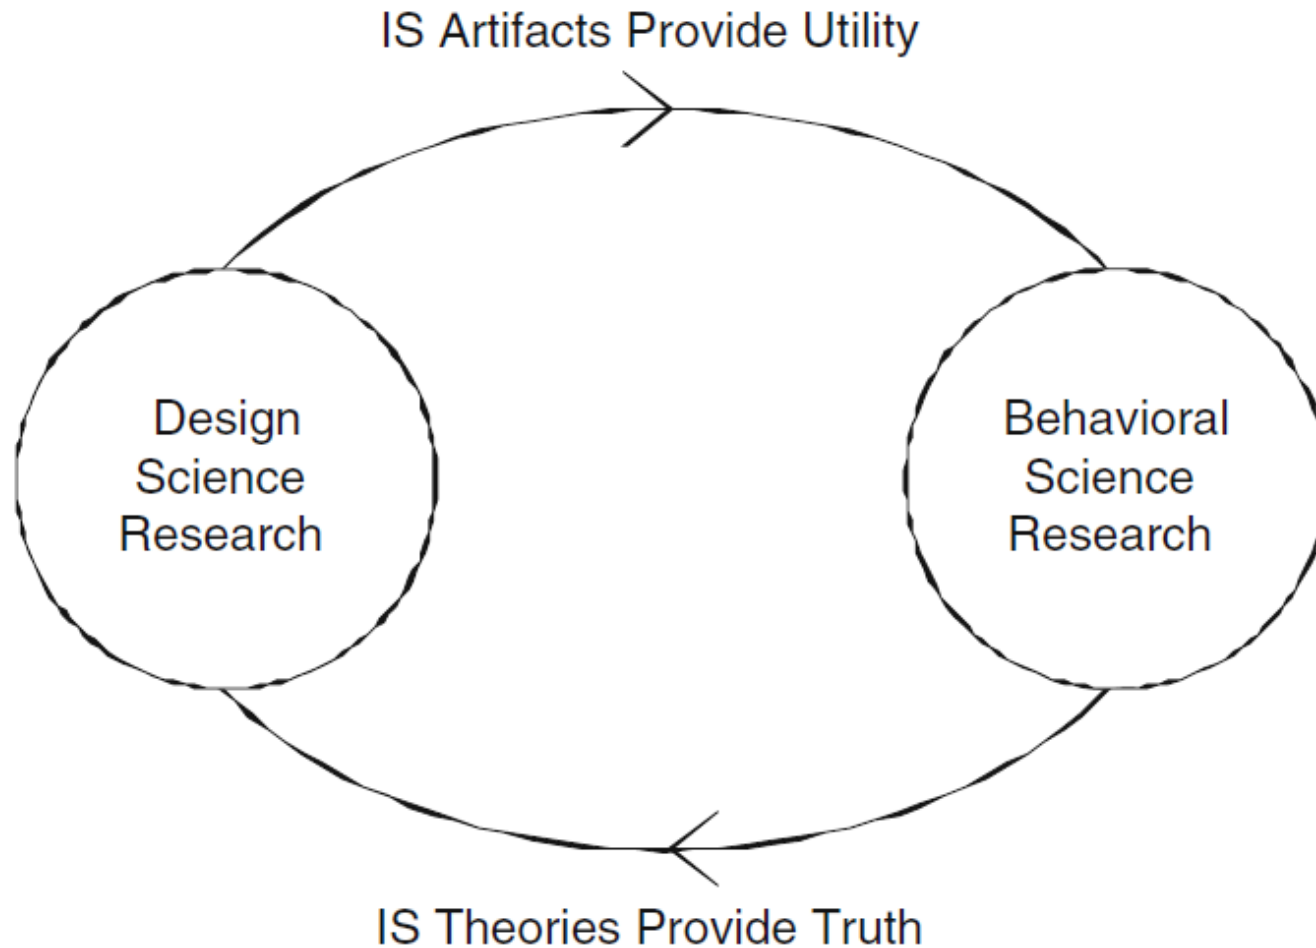 IS Artifacts Provide Utility
Design
Science
Research
Behavioral
Science
Research
IS Theories Provide Truth